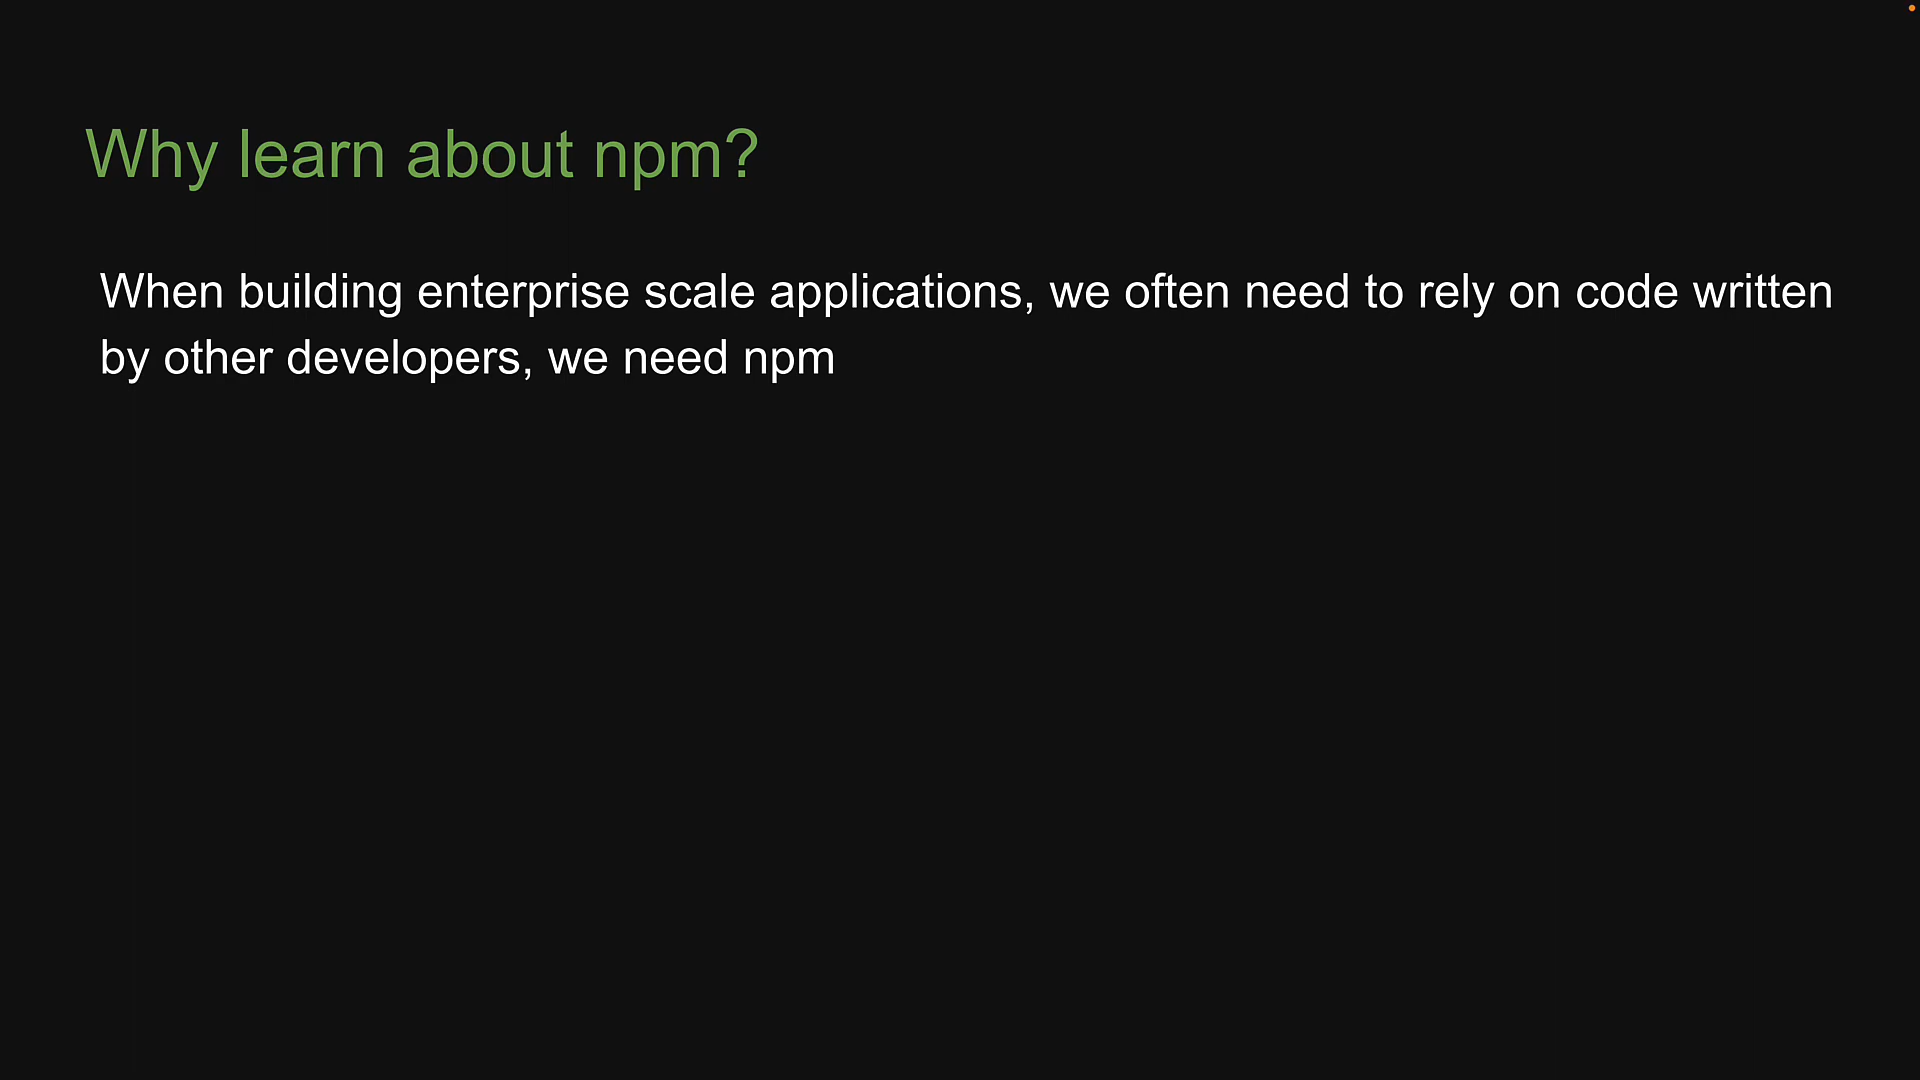 Why learn about npm?
When building enterprise scale applications, we often need to rely on code written
by other developers, we need npm